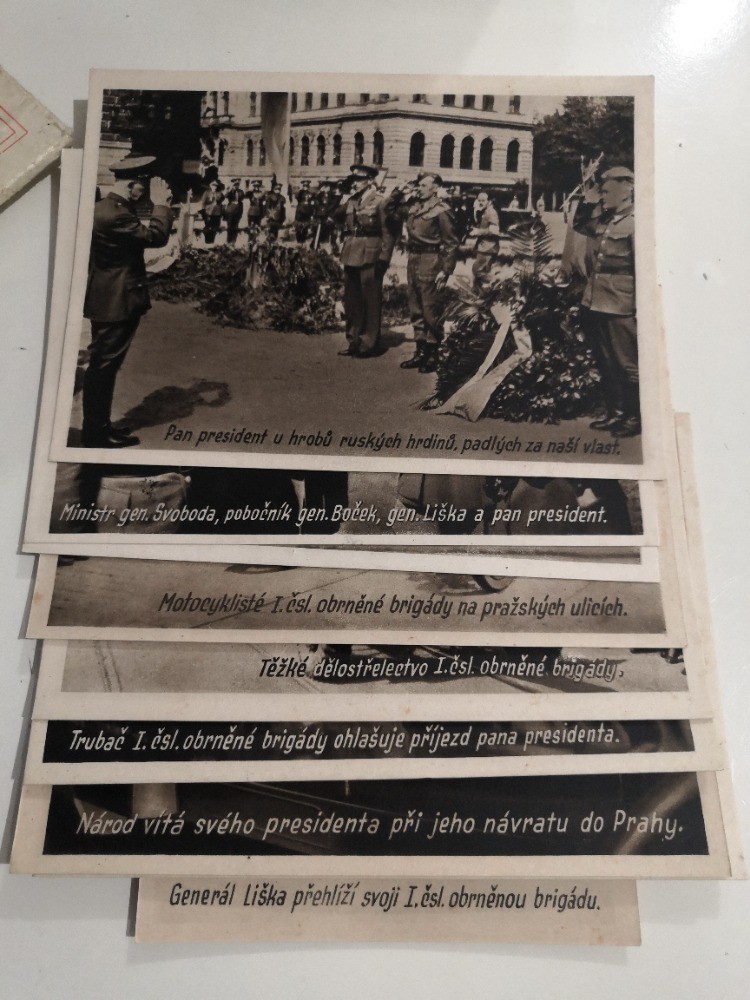 Pan president u hrobů ruských hrdinů, padlých za naší vlast.
Ministr gen. Svoboda, pobočník gen. Boček, gen. Liška a pan president.
Motocyklisté I. čsl. obrněné brigády na pražských ulicích.
Těžké dělostřelectvo I. čsl. obrněné brigády.
Trubač I. čsl. obrněné brigády ohlašuje příjezd pana presidenta.
Národ vítá svého presidenta při jeho návratu do Prahy.
Generál Liška přehlíží svoji I. čsl. obrněnou brigádu.